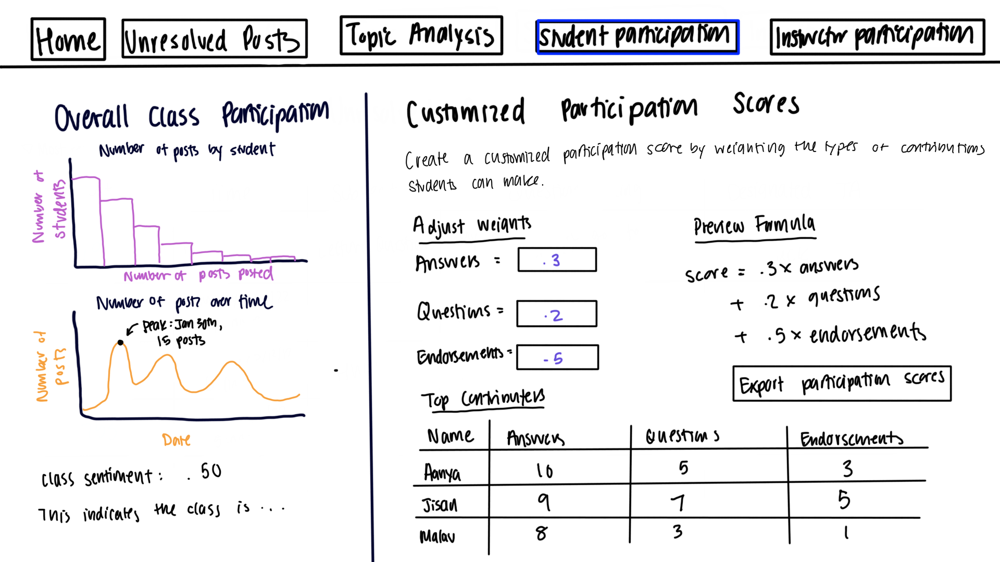 Home Unresolved Posts Topic Analysis Student participation Instructor participation
Overall Class Participation
Number of posts by student
Number of
students
Number of posts posted
Number of posts over time
Peak: Jan 30th,
15 posts
Number of
posts
Date
class sentiment: .50
This indicates the class is ...
Customized Participation Scores
Create a customized participation score by weighting the types of contributions
students can make.
Adjust weights
Answers = .3
Questions = .2
Endorsements = .5
Preview Formula
score = .3 x answers
+ .2 x questions
+ .5 x endorsements
Export participation scores
Top Contributers
Name Answers Questions Endorsements
Aanya 10 5 3
Jisan 9 7 5
Malav 8 3 1